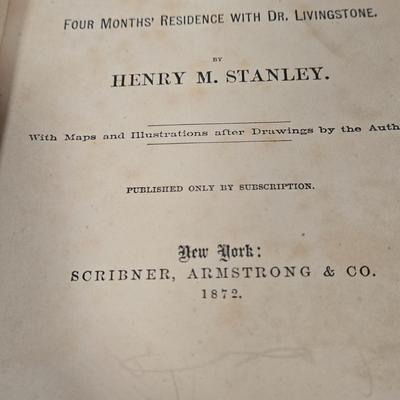 Four Months' Residence with Dr. Livingstone.
BY
HENRY M. STANLEY.
With Maps and Illustrations after Drawings by the Auth
PUBLISHED ONLY BY SUBSCRIPTION.
New York:
SCRIBNER, ARMSTRONG & CO.
1872.